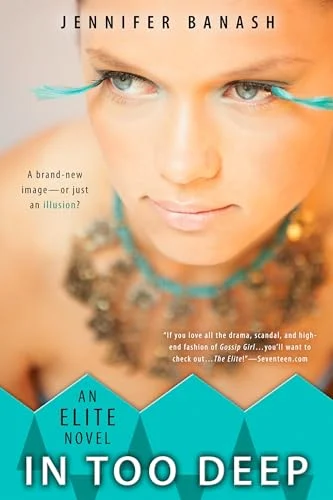 JENNIFER BANASH
A brand-new
image—or just
an illusion?
"If you love all the drama, scandal, and high-
end fashion of Gossip Girl...you'll want to
check out...The Elite!"—Seventeen.com
AN
ELITE
NOVEL
IN TOO DEEP